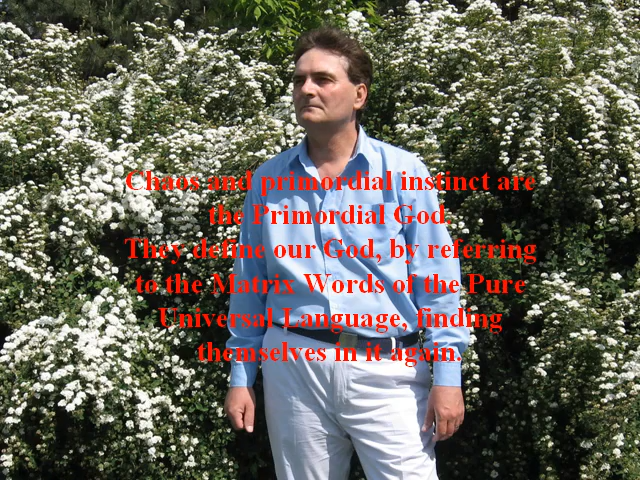 Chaos and primordial instinct are
the Primordial God.
They define our God, by referring
to the Matrix Words of the Pure
Universal Language, finding
themselves in it again.